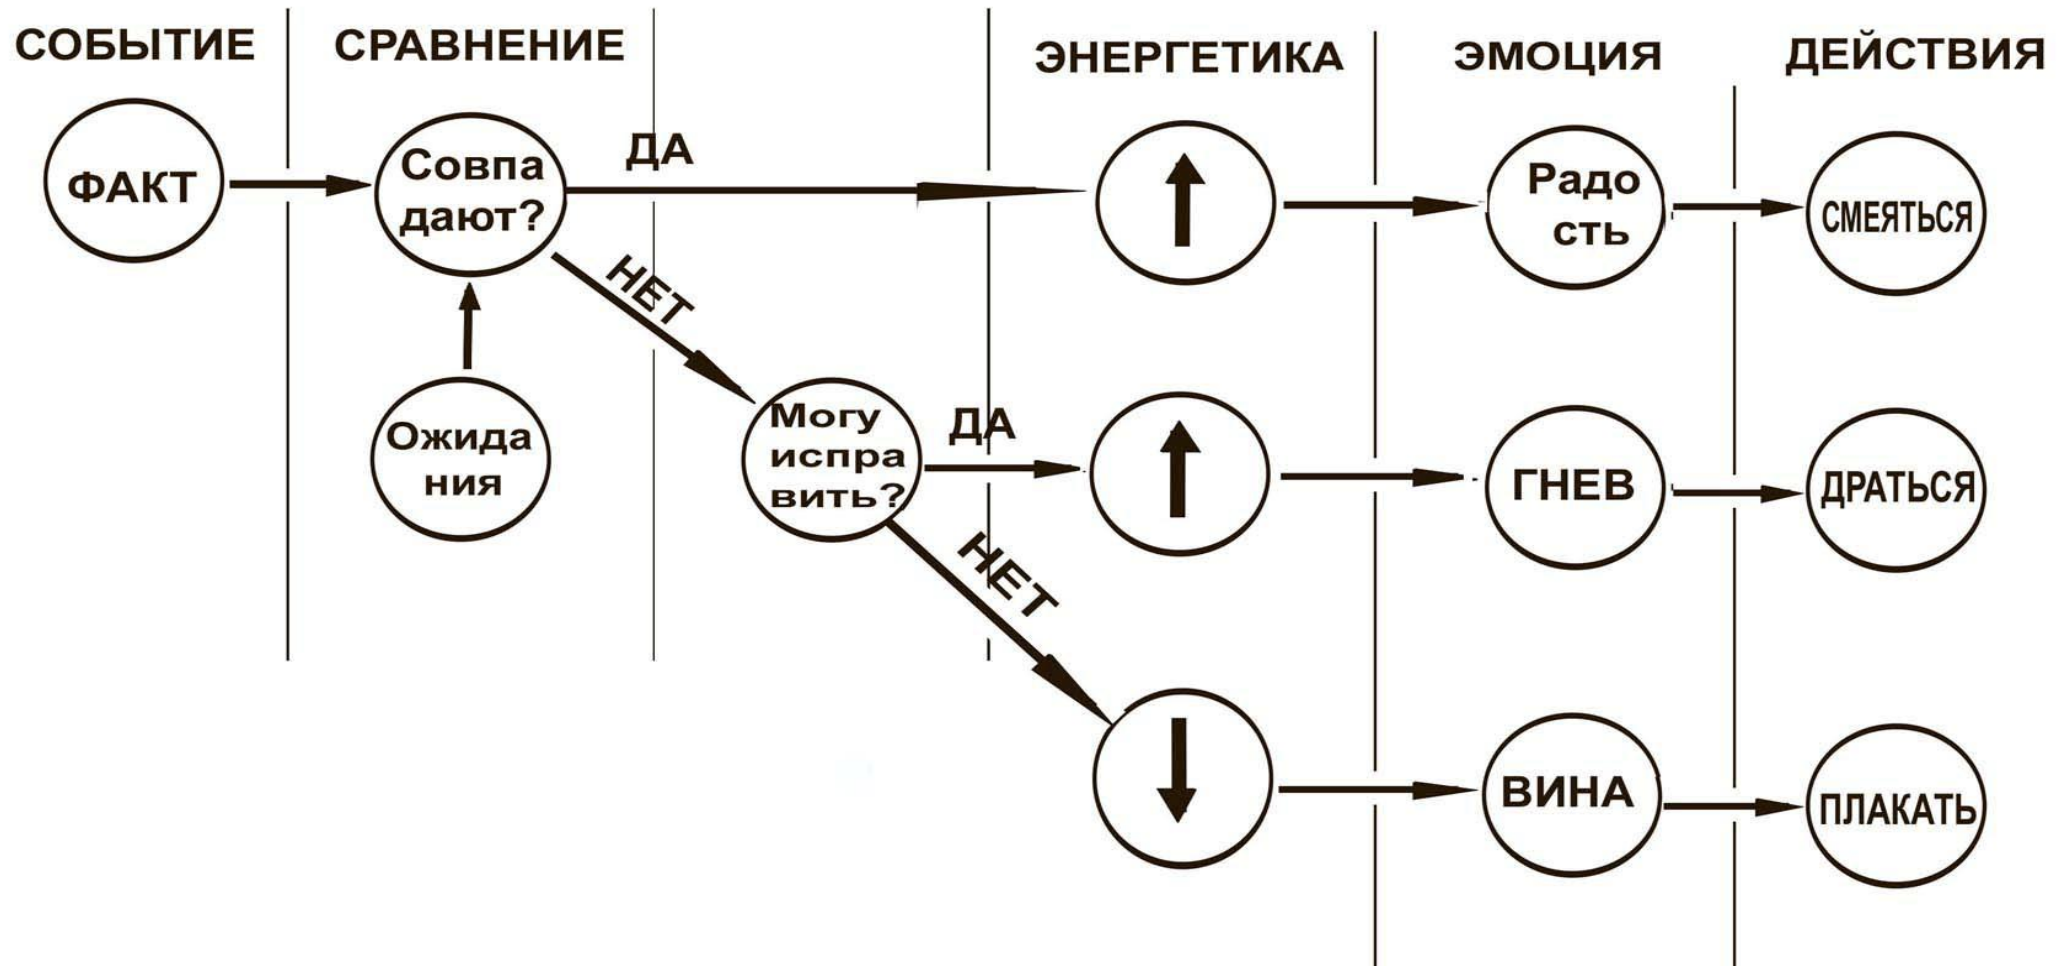 СОБЫТИЕ
СРАВНЕНИЕ
ЭНЕРГЕТИКА
ЭМОЦИЯ
ДЕЙСТВИЯ
ФАКТ
Совпа
дают?
ДА
Радо
сть
СМЕЯТЬСЯ
НЕТ
Ожида
ния
Могу
испра
вить?
ДА
ГНЕВ
ДРАТЬСЯ
НЕТ
ВИНА
ПЛАКАТЬ